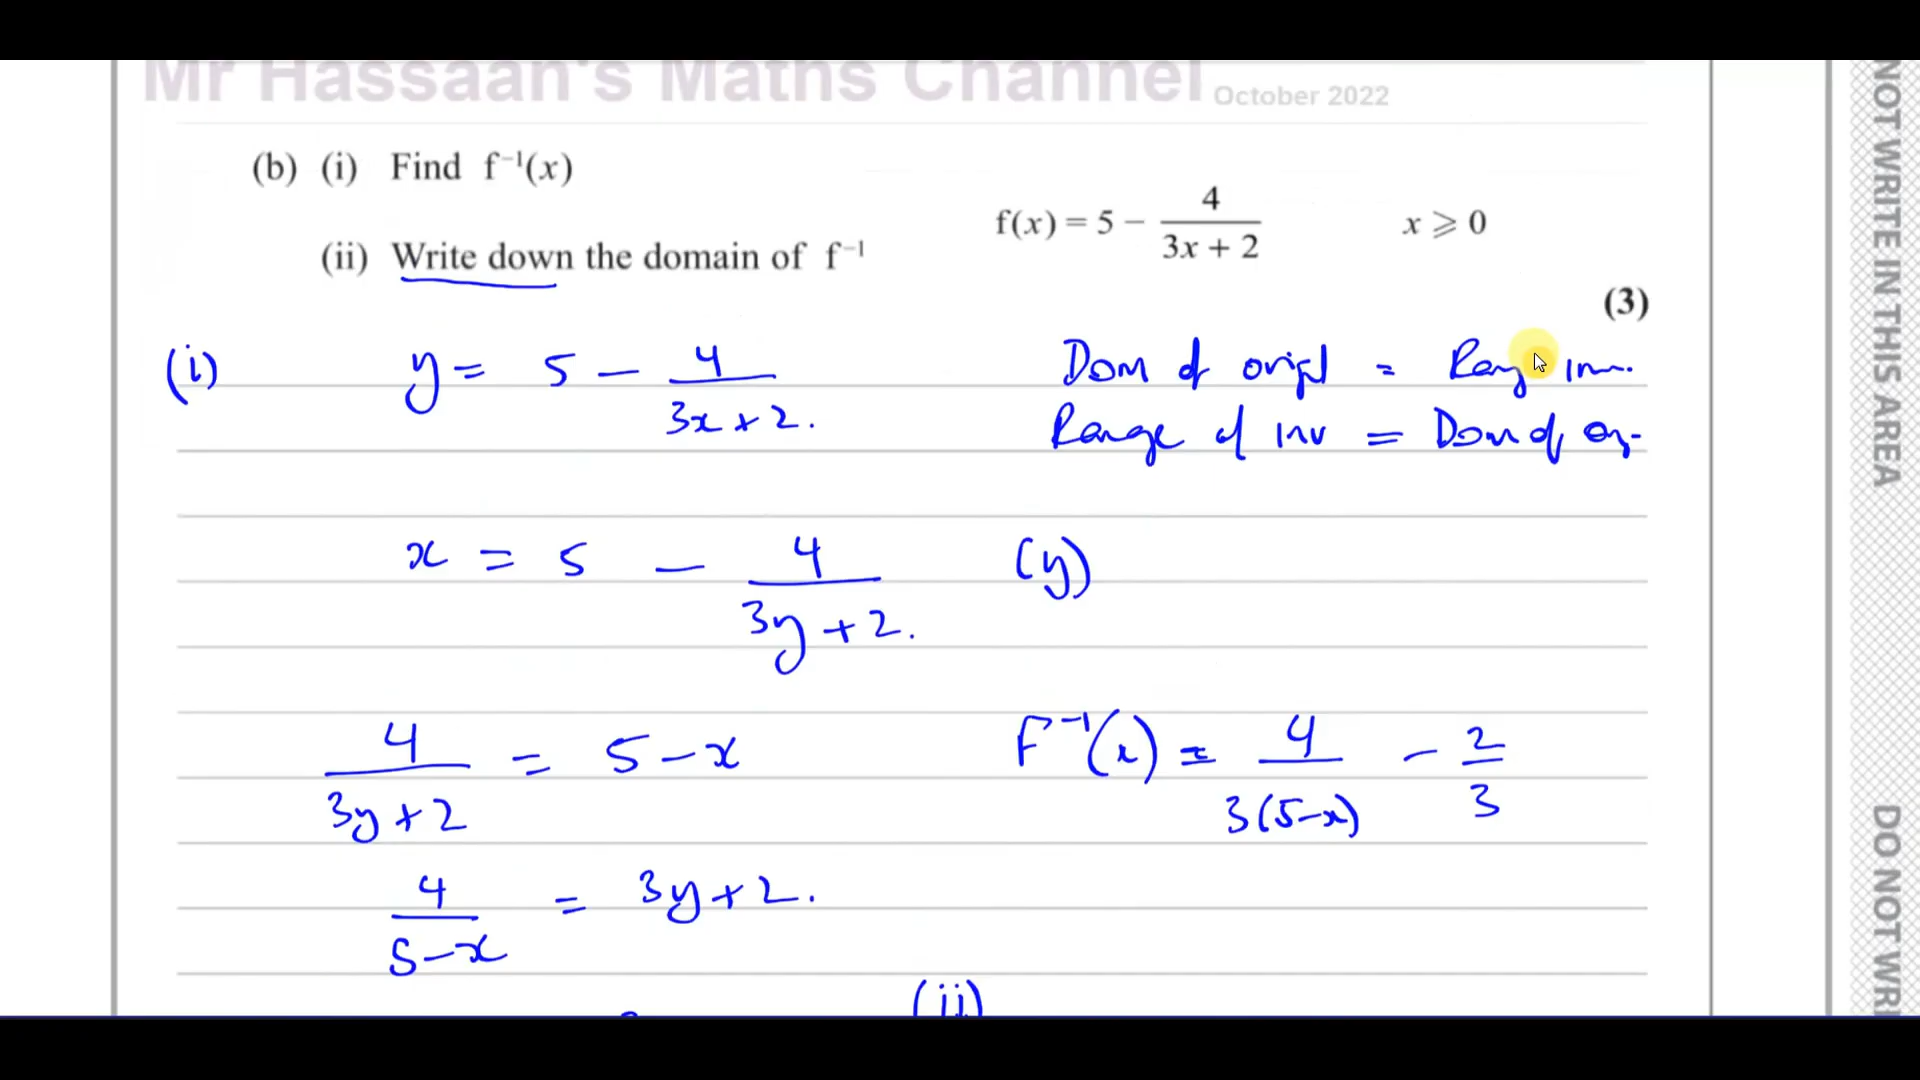 Mr Hassaan's Maths Channel October 2022
(b) (i) Find f⁻¹(x)
f(x) = 5 − 4/(3x + 2)   x ⩾ 0
(ii) Write down the domain of f⁻¹
(3)
(i) y = 5 − 4/(3x + 2).
Dom of = inv.
Range of inv = Dom of
x = 5 − 4/(3y + 2). (y)
4/(3y + 2) = 5 − x
F⁻¹(x) = 4/(3(5−x)) − 2/3
4/(5−x) = 3y + 2.
(ii)
NOT WRITE IN THIS AREA
DO NOT WRI